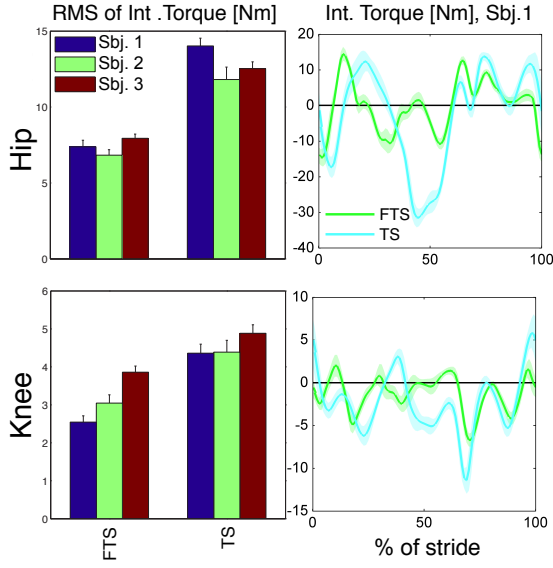 RMS of Int .Torque [Nm]
Int. Torque [Nm], Sbj.1
Hip
15
10
5
0
Sbj. 1
Sbj. 2
Sbj. 3
20
10
0
-10
-20
-30
-40
FTS
TS
0
50
100
Knee
6
5
4
3
2
1
0
FTS
TS
5
0
-5
-10
-15
0
50
100
% of stride